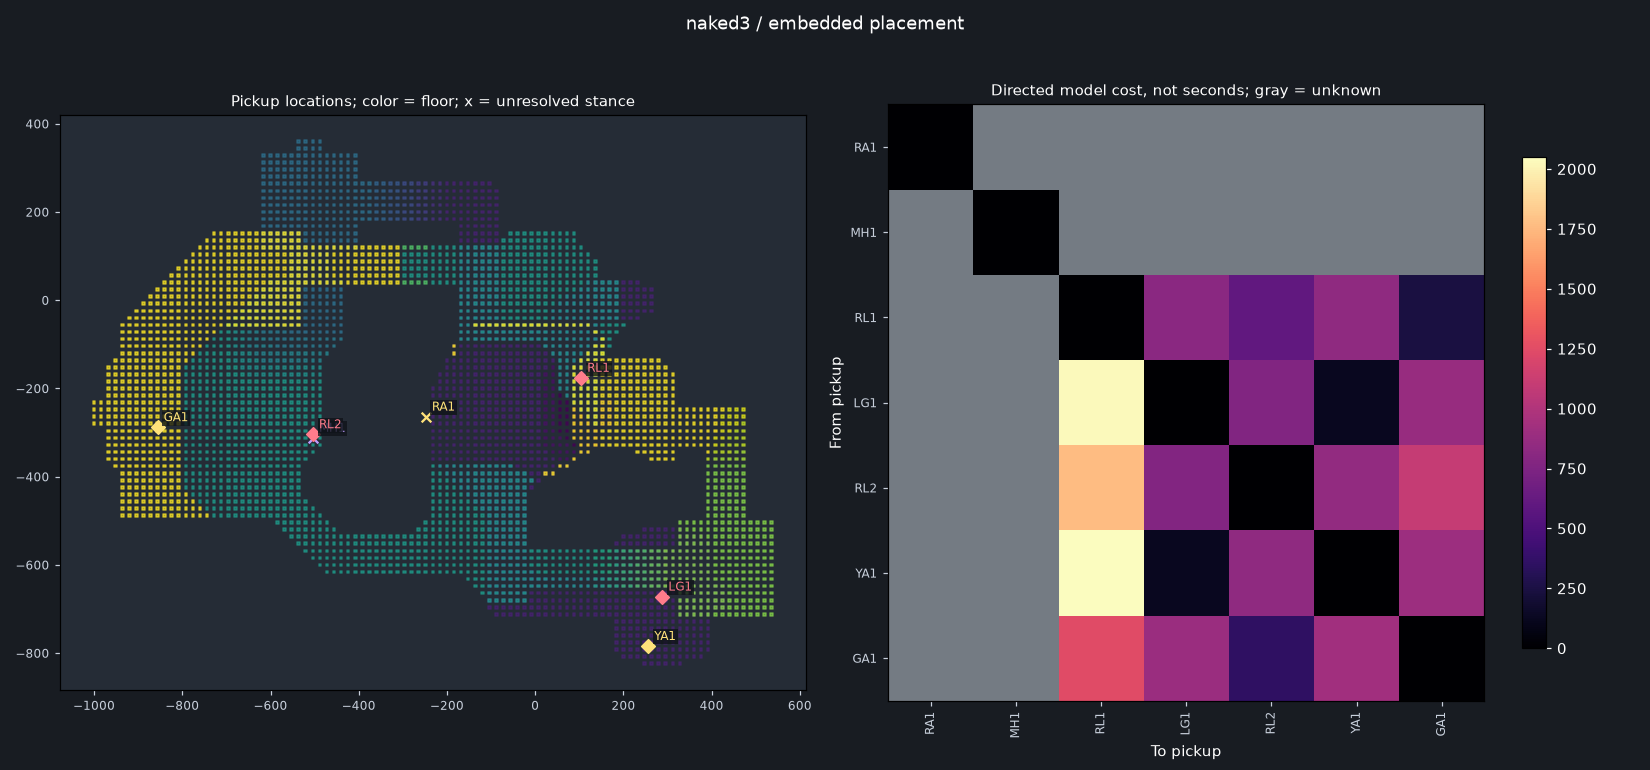 naked3 / embedded placement
Pickup locations; color = floor; x = unresolved stance
400
200
0
−200
−400
−600
−800
−1000
−800
−600
−400
−200
0
200
400
600
GA1
RL2
RA1
RL1
LG1
YA1
Directed model cost, not seconds; gray = unknown
From pickup
RA1
MH1
RL1
LG1
RL2
YA1
GA1
RA1
MH1
RL1
LG1
RL2
YA1
GA1
To pickup
2000
1750
1500
1250
1000
750
500
250
0